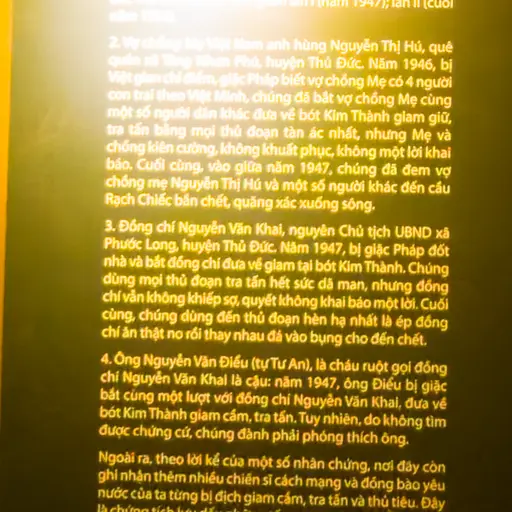 (năm 1947); lần II (cuối
2. Vợ chồng Mẹ Việt Nam anh hùng Nguyễn Thị Hú, quê
quán xã Tăng Nhơn Phú, huyện Thủ Đức. Năm 1946, bị
Việt gian chỉ điểm, giặc Pháp biết vợ chồng Mẹ có 4 người
con trai theo Việt Minh, chúng đã bắt vợ chồng Mẹ cùng
một số người dân khác đưa về bót Kim Thành giam giữ,
tra tấn bằng mọi thủ đoạn tàn ác nhất, nhưng Mẹ và
chồng kiên cường, không khuất phục, không một lời khai
báo. Cuối cùng, vào giữa năm 1947, chúng đã đem vợ
chồng mẹ Nguyễn Thị Hú và một số người khác đến cầu
Rạch Chiếc bắn chết, quăng xác xuống sông.
3. Đồng chí Nguyễn Văn Khai, nguyên Chủ tịch UBND xã
Phước Long, huyện Thủ Đức. Năm 1947, bị giặc Pháp đốt
nhà và bắt đồng chí đưa về giam tại bót Kim Thành. Chúng
dùng mọi thủ đoạn tra tấn hết sức dã man, nhưng đồng
chí vẫn không khiếp sợ, quyết không khai báo một lời. Cuối
cùng, chúng dùng đến thủ đoạn hèn hạ nhất là ép đồng
chí ăn thật no rồi thay nhau đá vào bụng cho đến chết.
4. Ông Nguyễn Văn Điểu (tự Tư An), là cháu ruột gọi đồng
chí Nguyễn Văn Khai là cậu: năm 1947, ông Điểu bị giặc
bắt cùng một lượt với đồng chí Nguyễn Văn Khai, đưa về
bót Kim Thành giam cầm, tra tấn. Tuy nhiên, do không tìm
được chứng cứ, chúng đành phải phóng thích ông.
Ngoài ra, theo lời kể của một số nhân chứng, nơi đây còn
ghi nhận thêm nhiều chiến sĩ cách mạng và đồng bào yêu
nước của ta từng bị địch giam cầm, tra tấn và thủ tiêu. Đây
là chứng tích